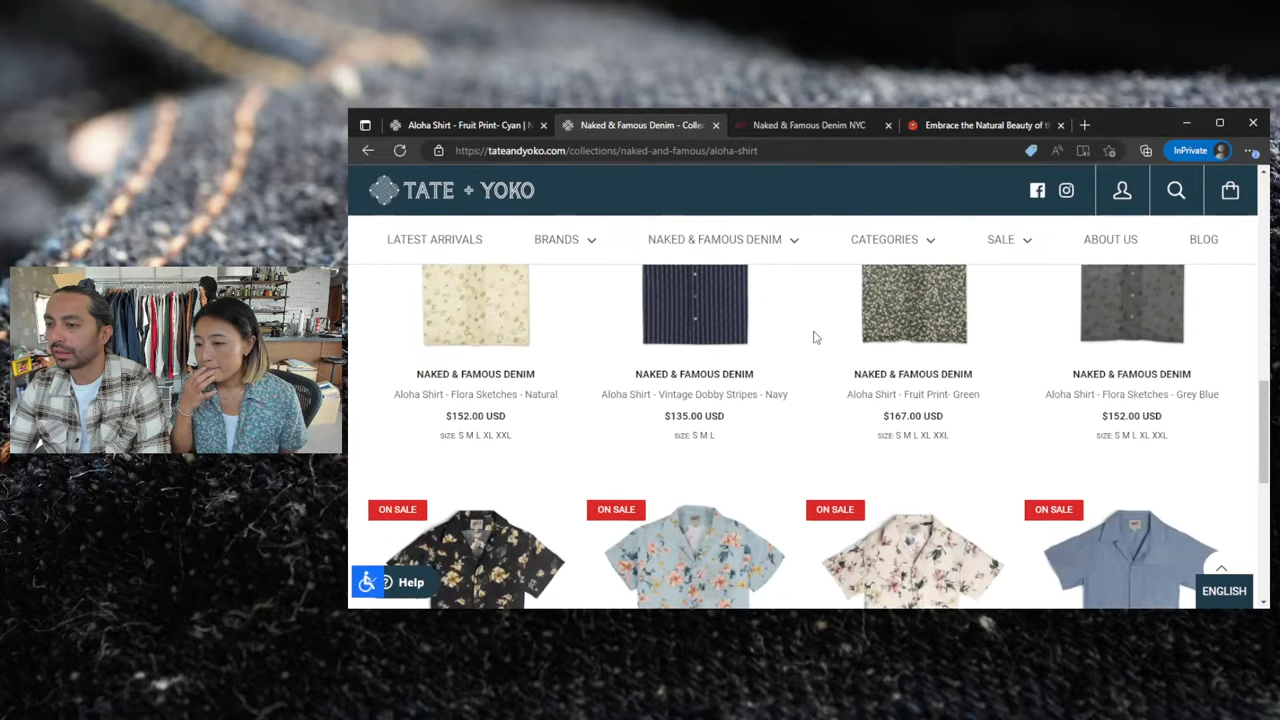 Aloha Shirt - Fruit Print- Cyan | N
Naked & Famous Denim - Colle
Naked & Famous Denim NYC
Embrace the Natural Beauty of t
https://tateandyoko.com/collections/naked-and-famous/aloha-shirt
InPrivate
TATE + YOKO
LATEST ARRIVALS BRANDS NAKED & FAMOUS DENIM CATEGORIES SALE ABOUT US BLOG
NAKED & FAMOUS DENIM
Aloha Shirt - Flora Sketches - Natural
$152.00 USD
SIZE: S M L XL XXL
NAKED & FAMOUS DENIM
Aloha Shirt - Vintage Dobby Stripes - Navy
$135.00 USD
SIZE: S M L
NAKED & FAMOUS DENIM
Aloha Shirt - Fruit Print- Green
$167.00 USD
SIZE: S M L XL XXL
NAKED & FAMOUS DENIM
Aloha Shirt - Flora Sketches - Grey Blue
$152.00 USD
SIZE: S M L XL XXL
ON SALE
ON SALE
ON SALE
ON SALE
Help
ENGLISH